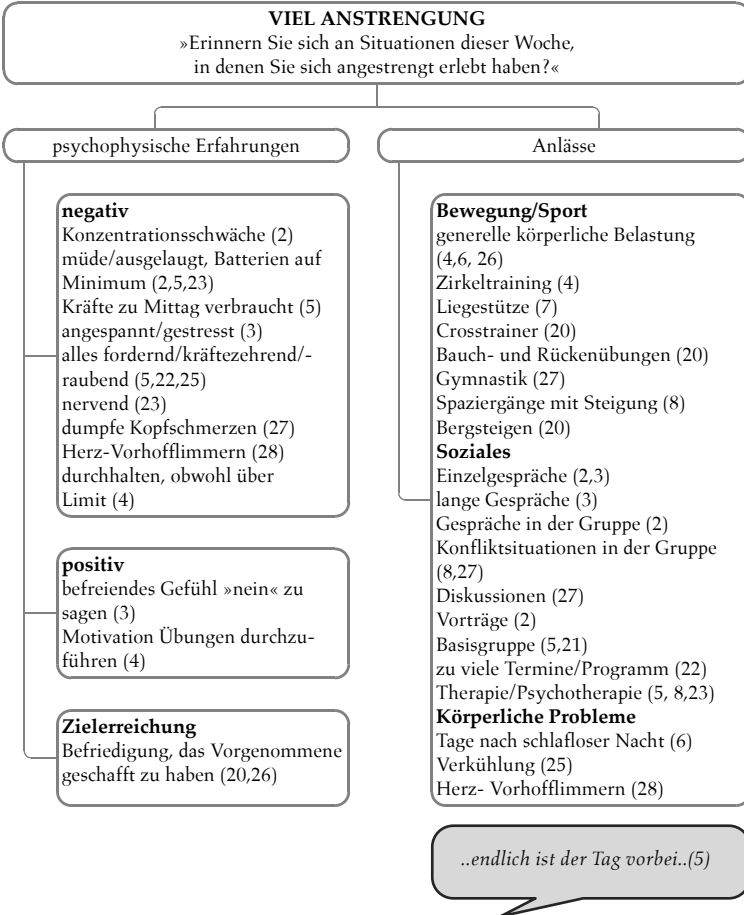 VIEL ANSTRENGUNG
»Erinnern Sie sich an Situationen dieser Woche,
in denen Sie sich angestrengt erlebt haben?«
psychophysische Erfahrungen
negativ
Konzentrationsschwäche (2)
müde/ausgelaugt, Batterien auf
Minimum (2,5,23)
Kräfte zu Mittag verbraucht (5)
angespannt/gestresst (3)
alles fordernd/kräftezehrend/-
raubend (5,22,25)
nervend (23)
dumpfe Kopfschmerzen (27)
Herz-Vorhofflimmern (28)
durchhalten, obwohl über
Limit (4)
positiv
befreiendes Gefühl »nein« zu
sagen (3)
Motivation Übungen durchzu-
führen (4)
Zielerreichung
Befriedigung, das Vorgenommene
geschafft zu haben (20,26)
Anlässe
Bewegung/Sport
generelle körperliche Belastung
(4,6, 26)
Zirkeltraining (4)
Liegestütze (7)
Crosstrainer (20)
Bauch- und Rückenübungen (20)
Gymnastik (27)
Spaziergänge mit Steigung (8)
Bergsteigen (20)
Soziales
Einzelgespräche (2,3)
lange Gespräche (3)
Gespräche in der Gruppe (2)
Konfliktsituationen in der Gruppe
(8,27)
Diskussionen (27)
Vorträge (2)
Basisgruppe (5,21)
zu viele Termine/Programm (22)
Therapie/Psychotherapie (5, 8,23)
Körperliche Probleme
Tage nach schlafloser Nacht (6)
Verkühlung (25)
Herz- Vorhofflimmern (28)
..endlich ist der Tag vorbei..(5)